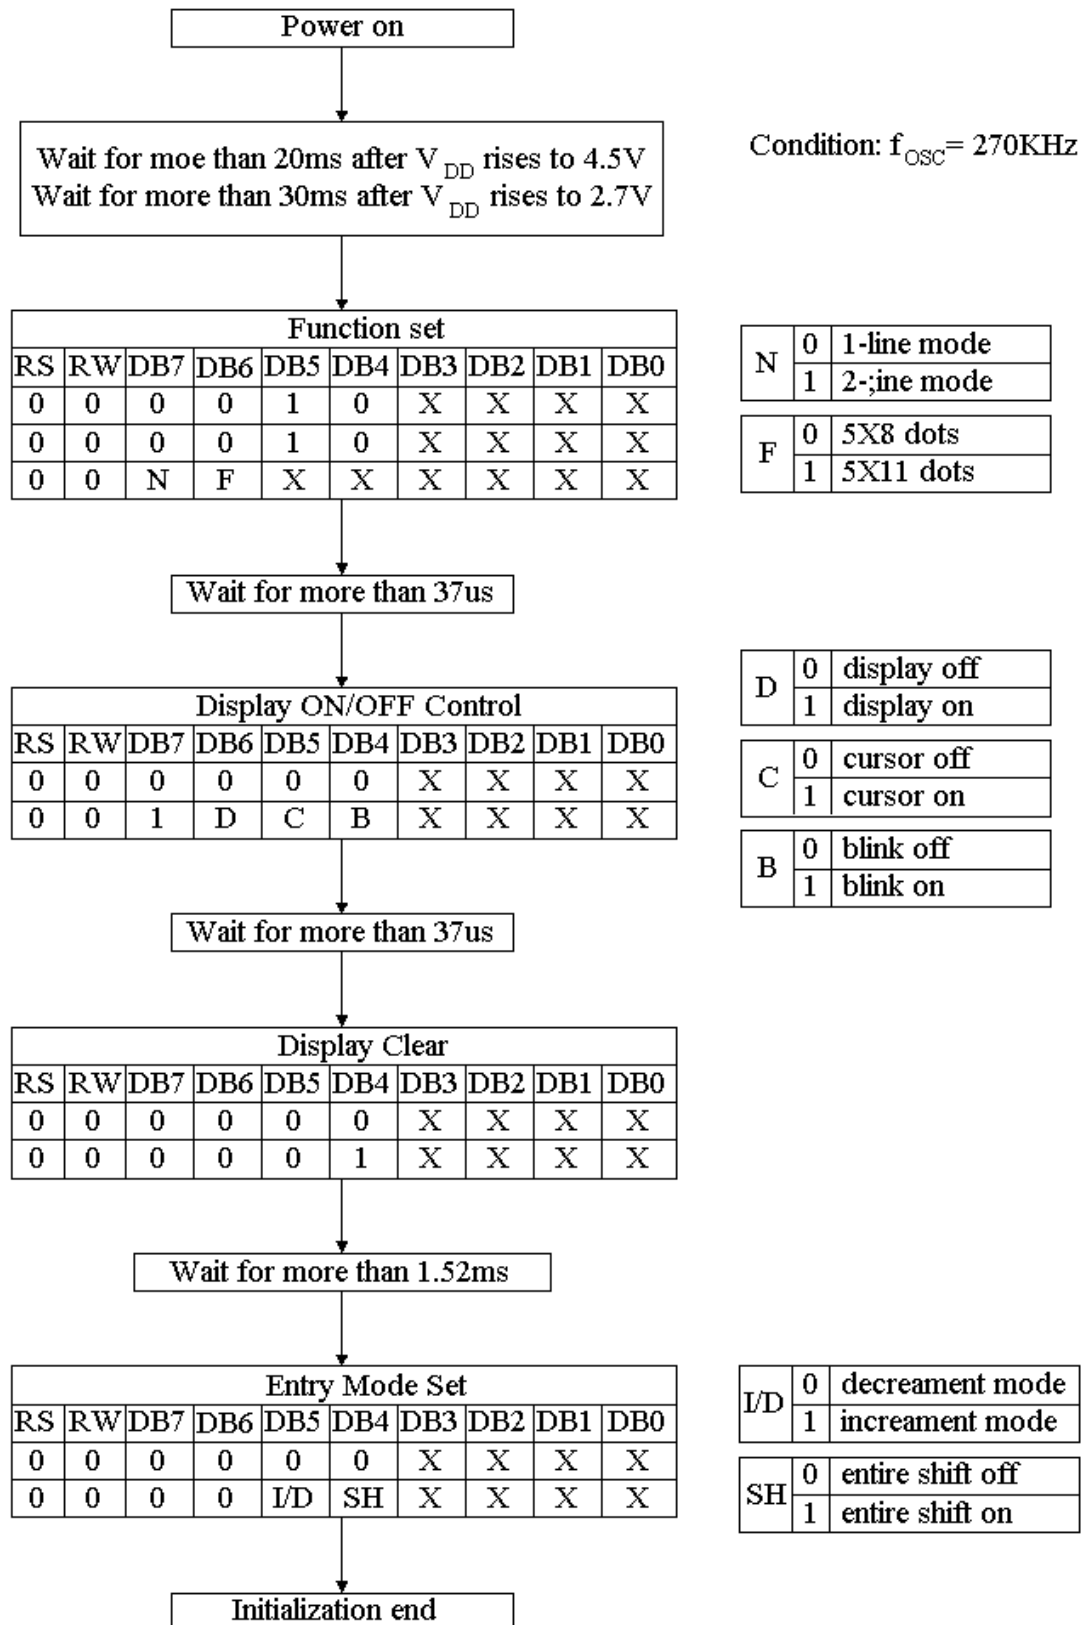 Power on
Wait for moe than 20ms after VDD rises to 4.5V
Wait for more than 30ms after VDD rises to 2.7V
Condition: fOSC= 270KHz
Function set
RS RW DB7 DB6 DB5 DB4 DB3 DB2 DB1 DB0
0 0 0 0 1 0 X X X X
0 0 0 0 1 0 X X X X
0 0 N F X X X X X X
N 0 1-line mode
1 2-;ine mode
F 0 5X8 dots
1 5X11 dots
Wait for more than 37us
Display ON/OFF Control
RS RW DB7 DB6 DB5 DB4 DB3 DB2 DB1 DB0
0 0 0 0 0 0 X X X X
0 0 1 D C B X X X X
D 0 display off
1 display on
C 0 cursor off
1 cursor on
B 0 blink off
1 blink on
Wait for more than 37us
Display Clear
RS RW DB7 DB6 DB5 DB4 DB3 DB2 DB1 DB0
0 0 0 0 0 0 X X X X
0 0 0 0 0 1 X X X X
Wait for more than 1.52ms
Entry Mode Set
RS RW DB7 DB6 DB5 DB4 DB3 DB2 DB1 DB0
0 0 0 0 0 0 X X X X
0 0 0 0 I/D SH X X X X
I/D 0 decreament mode
1 increament mode
SH 0 entire shift off
1 entire shift on
Initialization end